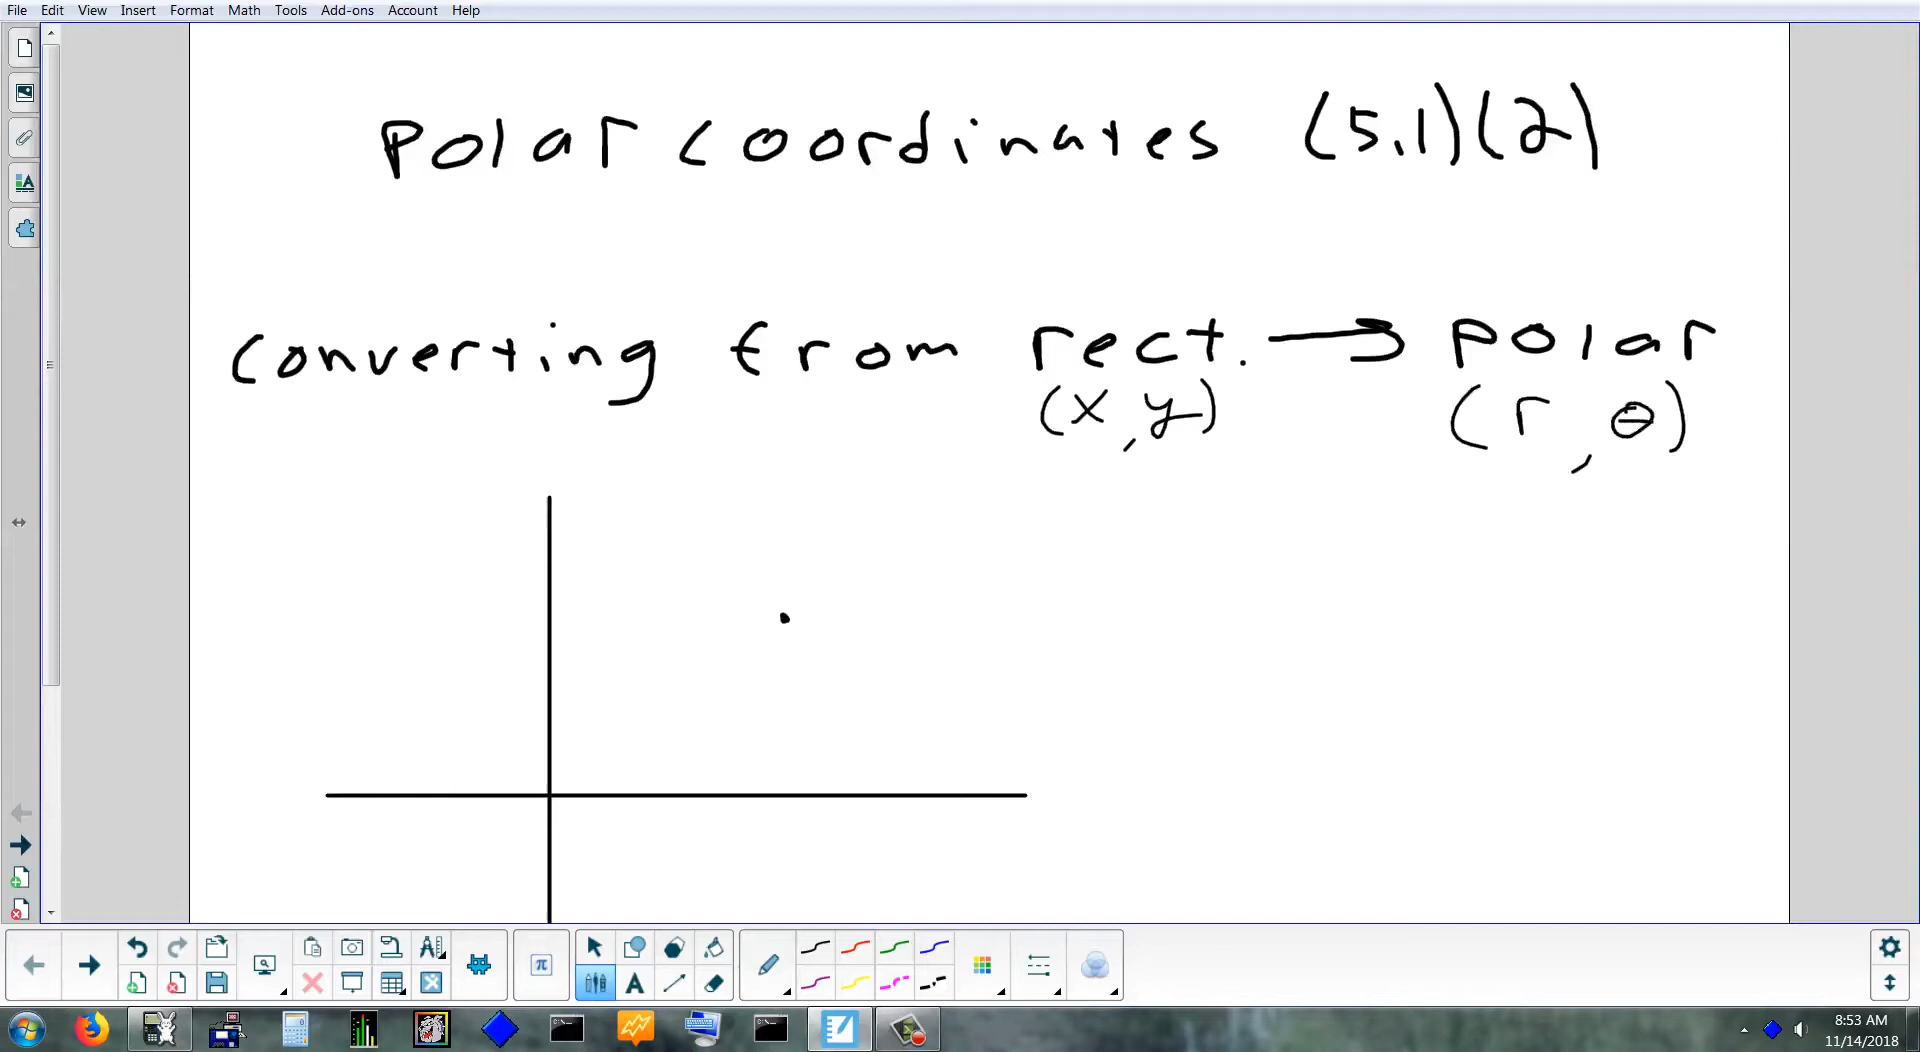 File Edit View Insert Format Math Tools Add-ons Account Help
Polar Coordinates (5.1)(2)
Converting from rect. → polar
(x, y) (r, θ)
π
A
8:53 AM
11/14/2018